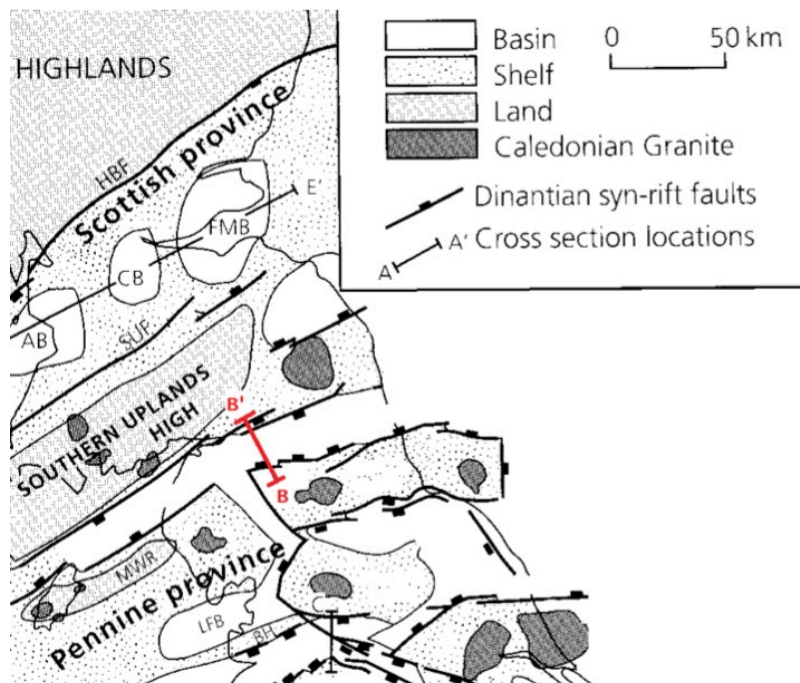 HIGHLANDS
Basin
0 50 km
Shelf
Land
Caledonian Granite
Dinantian syn-rift faults
A A' Cross section locations
HBF
Scottish province
E'
FMB
CB
AB
SUF
SOUTHERN UPLANDS
HIGH
B'
B
MWR
Pennine province
LFB
BH
C